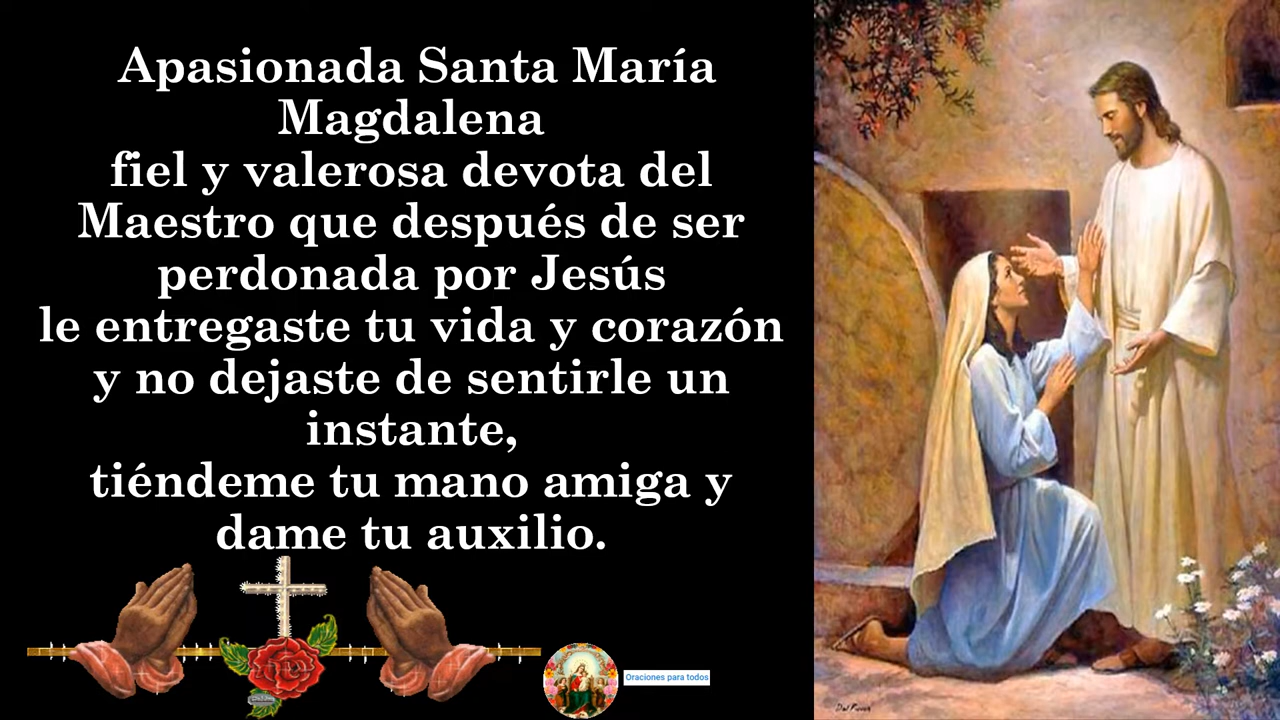 Apasionada Santa María
Magdalena
fiel y valerosa devota del
Maestro que después de ser
perdonada por Jesús
le entregaste tu vida y corazón
y no dejaste de sentirle un
instante,
tiéndeme tu mano amiga y
dame tu auxilio.
Oraciones para todos